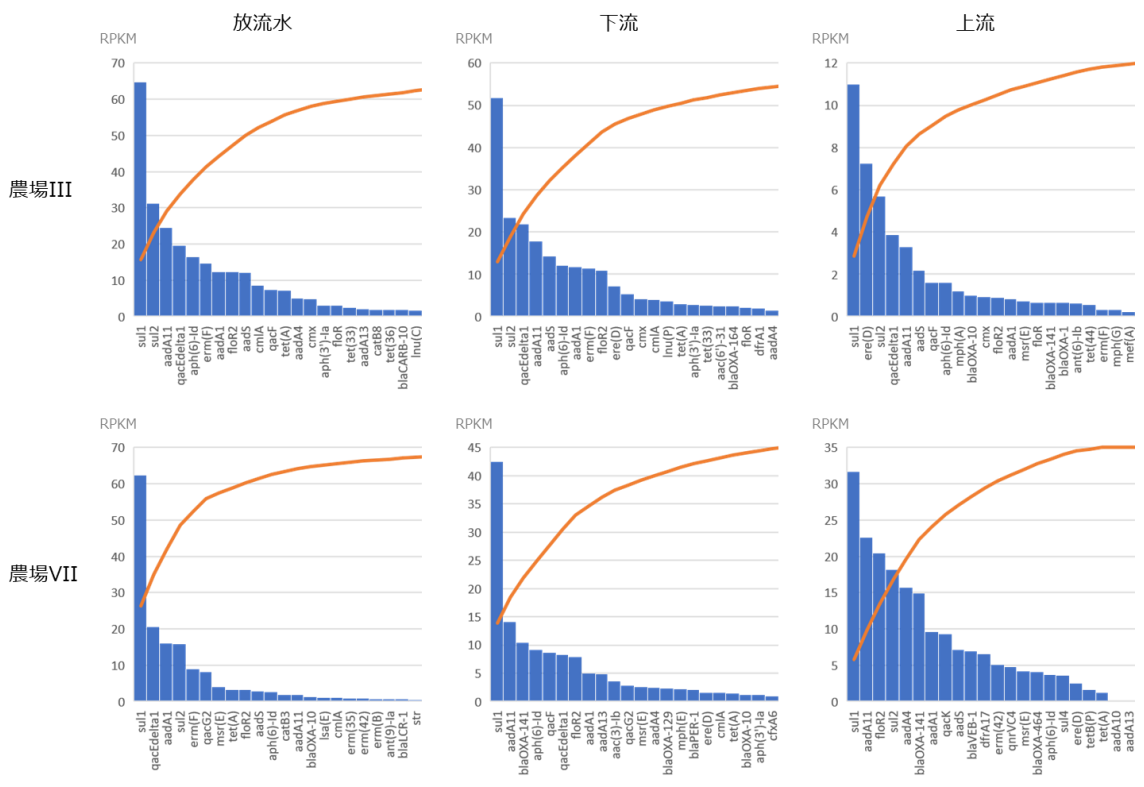 放流水 下流 上流
RPKM RPKM RPKM
農場III
70 60 50 40 30 20 10 0
sul1 sul2 aadA11 qacEdelta1 aph(6)-Id erm(F) aadA1 floR2 aadS cmlA qacF tet(A) aadA4 cmx aph(3')-Ia floR tet(33) aadA13 catB8 tet(36) blaCARB-10 lnu(C)
60 50 40 30 20 10 0
sul1 sul2 qacEdelta1 aadA11 aadS aph(6)-Id aadA1 erm(F) floR2 ere(D) qacF cmx cmlA lnu(P) tet(A) aph(3')-Ia tet(33) aac(6')-31 blaOXA-164 floR dfrA1 aadA4
12 10 8 6 4 2 0
sul1 ere(D) sul2 qacEdelta1 aadA11 aadS qacF aph(6)-Id mph(A) blaOXA-10 cmx floR2 aadA1 msr(E) floR blaOXA-141 blaOXA-1 ant(6)-Ib tet(44) erm(F) mph(G) mef(A)
RPKM RPKM RPKM
農場VII
70 60 50 40 30 20 10 0
sul1 qacEdelta1 aadA1 sul2 erm(F) qacG2 msr(E) tet(A) floR2 aadS aph(6)-Id catB3 aadA11 blaOXA-10 lsa(E) cmlA erm(35) erm(42) erm(B) ant(9)-Ia blaLCR-1 str
45 40 35 30 25 20 15 10 5 0
sul1 aadA11 blaOXA-141 aph(6)-Id qacF qacEdelta1 floR2 aadA1 aadA13 aac(3)-Ib qacG2 msr(E) aadA4 blaOXA-129 mph(E) blaPER-1 ere(D) cmlA tet(A) blaOXA-10 aph(3')-Ia cfxA6
35 30 25 20 15 10 5 0
sul1 aadA11 floR2 sul2 aadA4 blaOXA-141 aadA1 qacK aadS blaVEB-1 dfrA17 erm(42) qnrVC4 msr(E) blaOXA-464 aph(6)-Id sul4 ere(D) tetB(P) tet(A) aadA10 aadA13